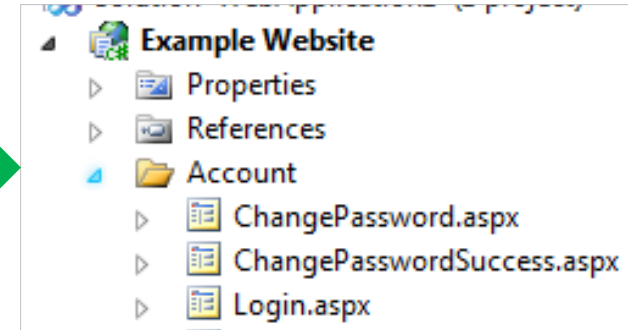 Example Website
Properties
References
Account
ChangePassword.aspx
ChangePasswordSuccess.aspx
Login.aspx